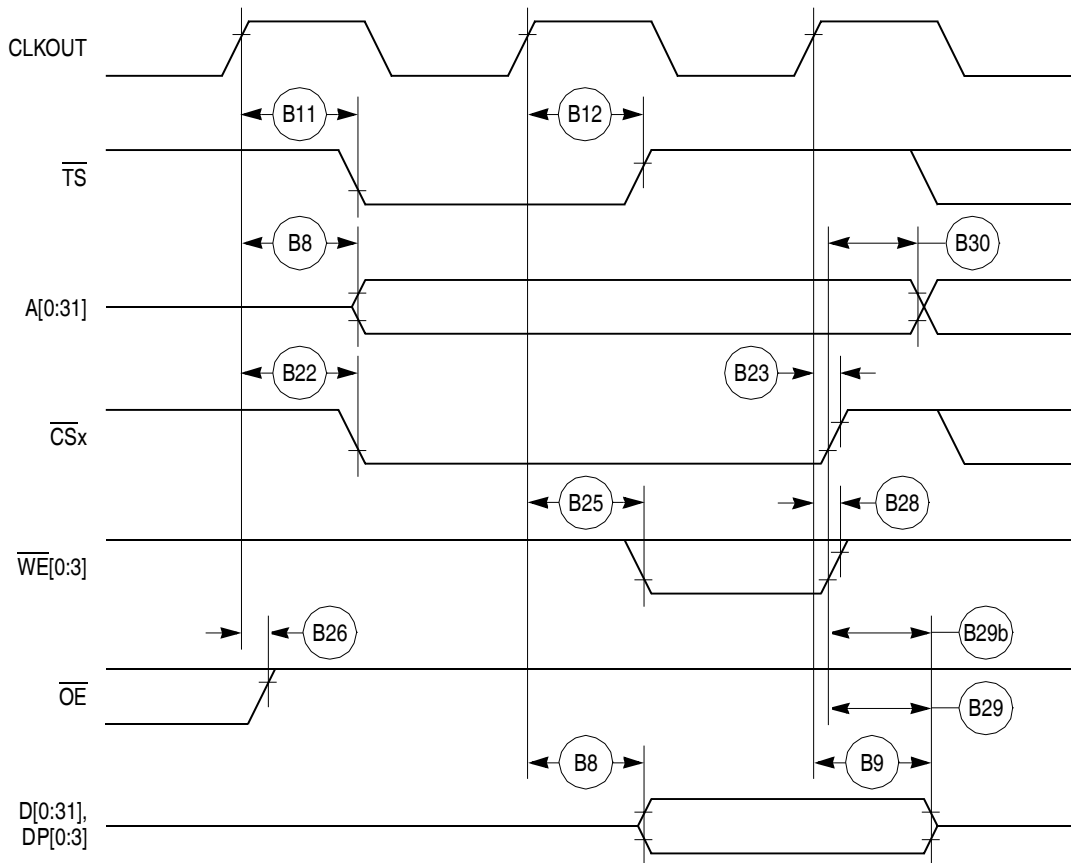 CLKOUT
B11
B12
TS
B8
B30
A[0:31]
B22
B23
CSx
B25
B28
WE[0:3]
B26
B29b
OE
B29
B8
B9
D[0:31],
DP[0:3]